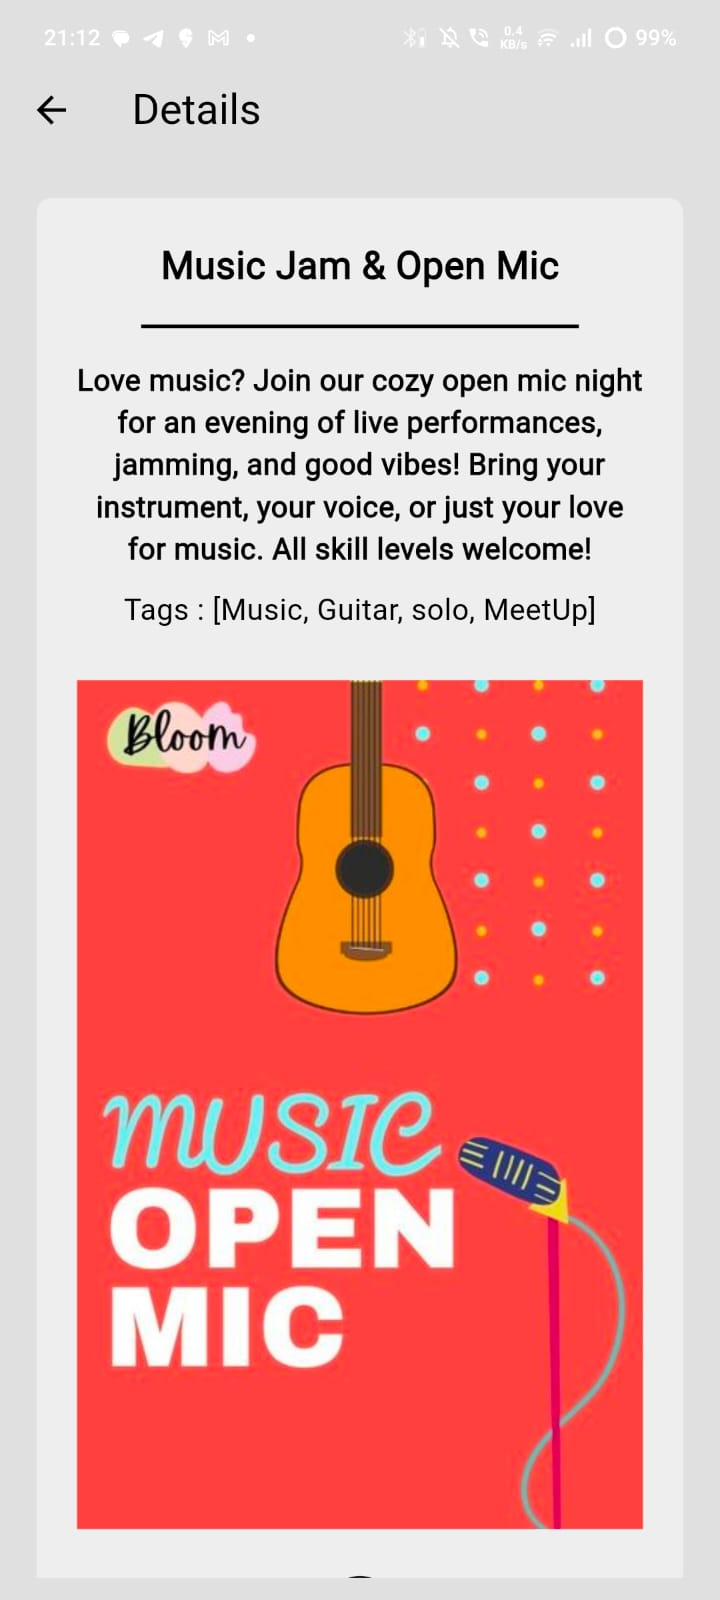 21:12 0.4 KB/s 99%
Details
Music Jam & Open Mic
Love music? Join our cozy open mic night
for an evening of live performances,
jamming, and good vibes! Bring your
instrument, your voice, or just your love
for music. All skill levels welcome!
Tags : [Music, Guitar, solo, MeetUp]
Bloom
MUSIC
OPEN
MIC